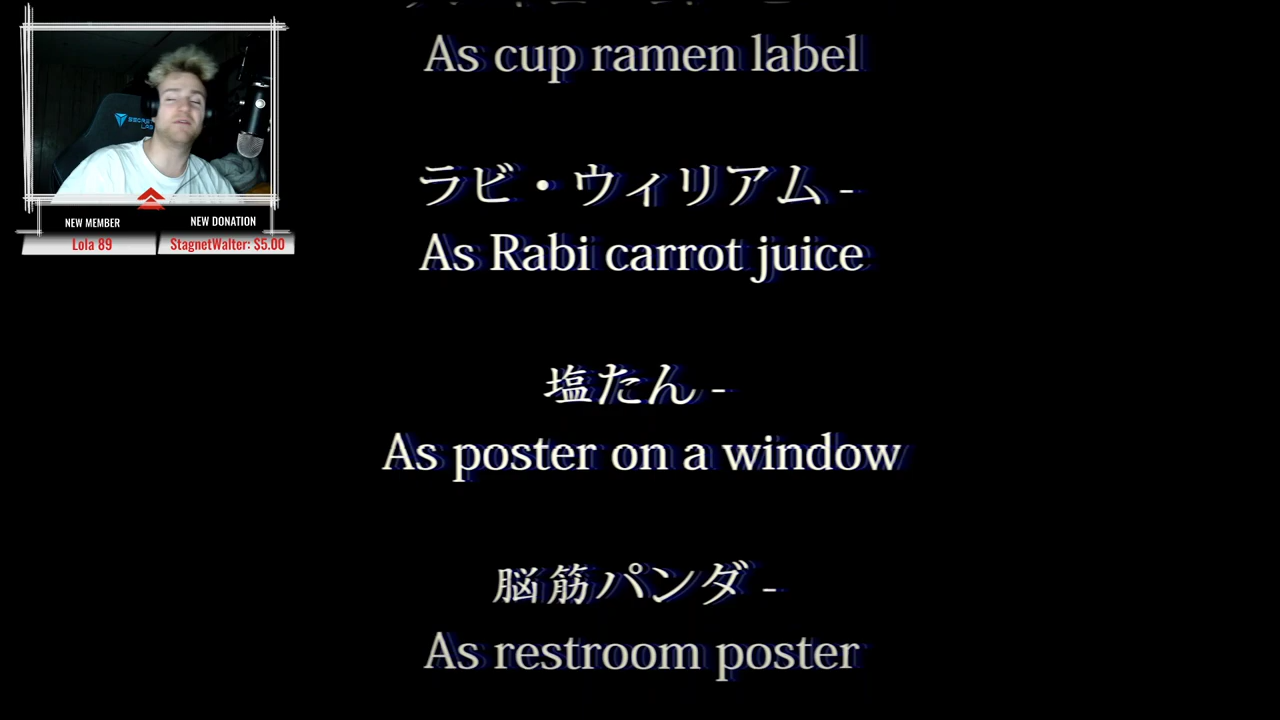 As cup ramen label
ラビ・ウィリアム -
As Rabi carrot juice
塩たん -
As poster on a window
脳筋パンダ -
As restroom poster
NEW MEMBER
NEW DONATION
Lola 89
StagnetWalter: $5.00